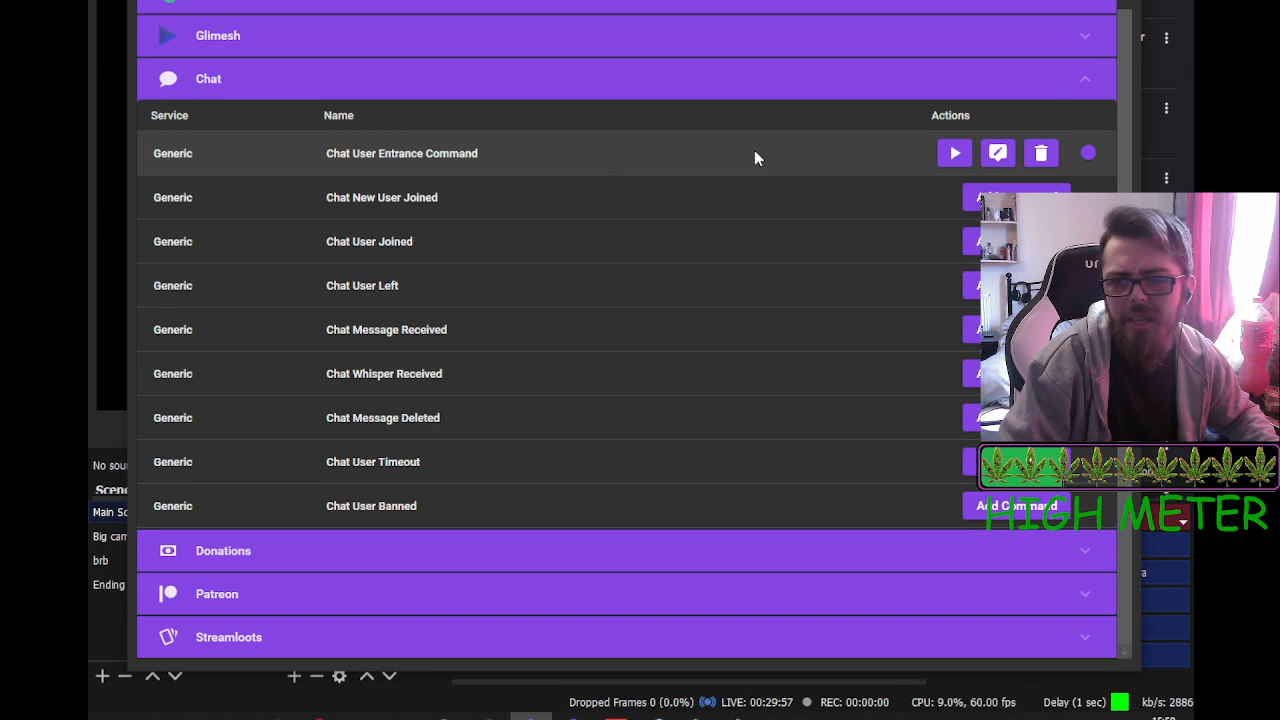 Glimesh
Chat
Service Name Actions
Generic Chat User Entrance Command
Generic Chat New User Joined
Generic Chat User Joined
Generic Chat User Left
Generic Chat Message Received
Generic Chat Whisper Received
Generic Chat Message Deleted
Generic Chat User Timeout
Generic Chat User Banned Add Command
HIGH METER
Donations
Patreon
Streamloots
No sou
Scene
Main Sc
Big cam
brb
Ending
Dropped Frames 0 (0.0%) LIVE: 00:29:57 REC: 00:00:00 CPU: 9.0%, 60.00 fps Delay (1 sec) kb/s: 2886